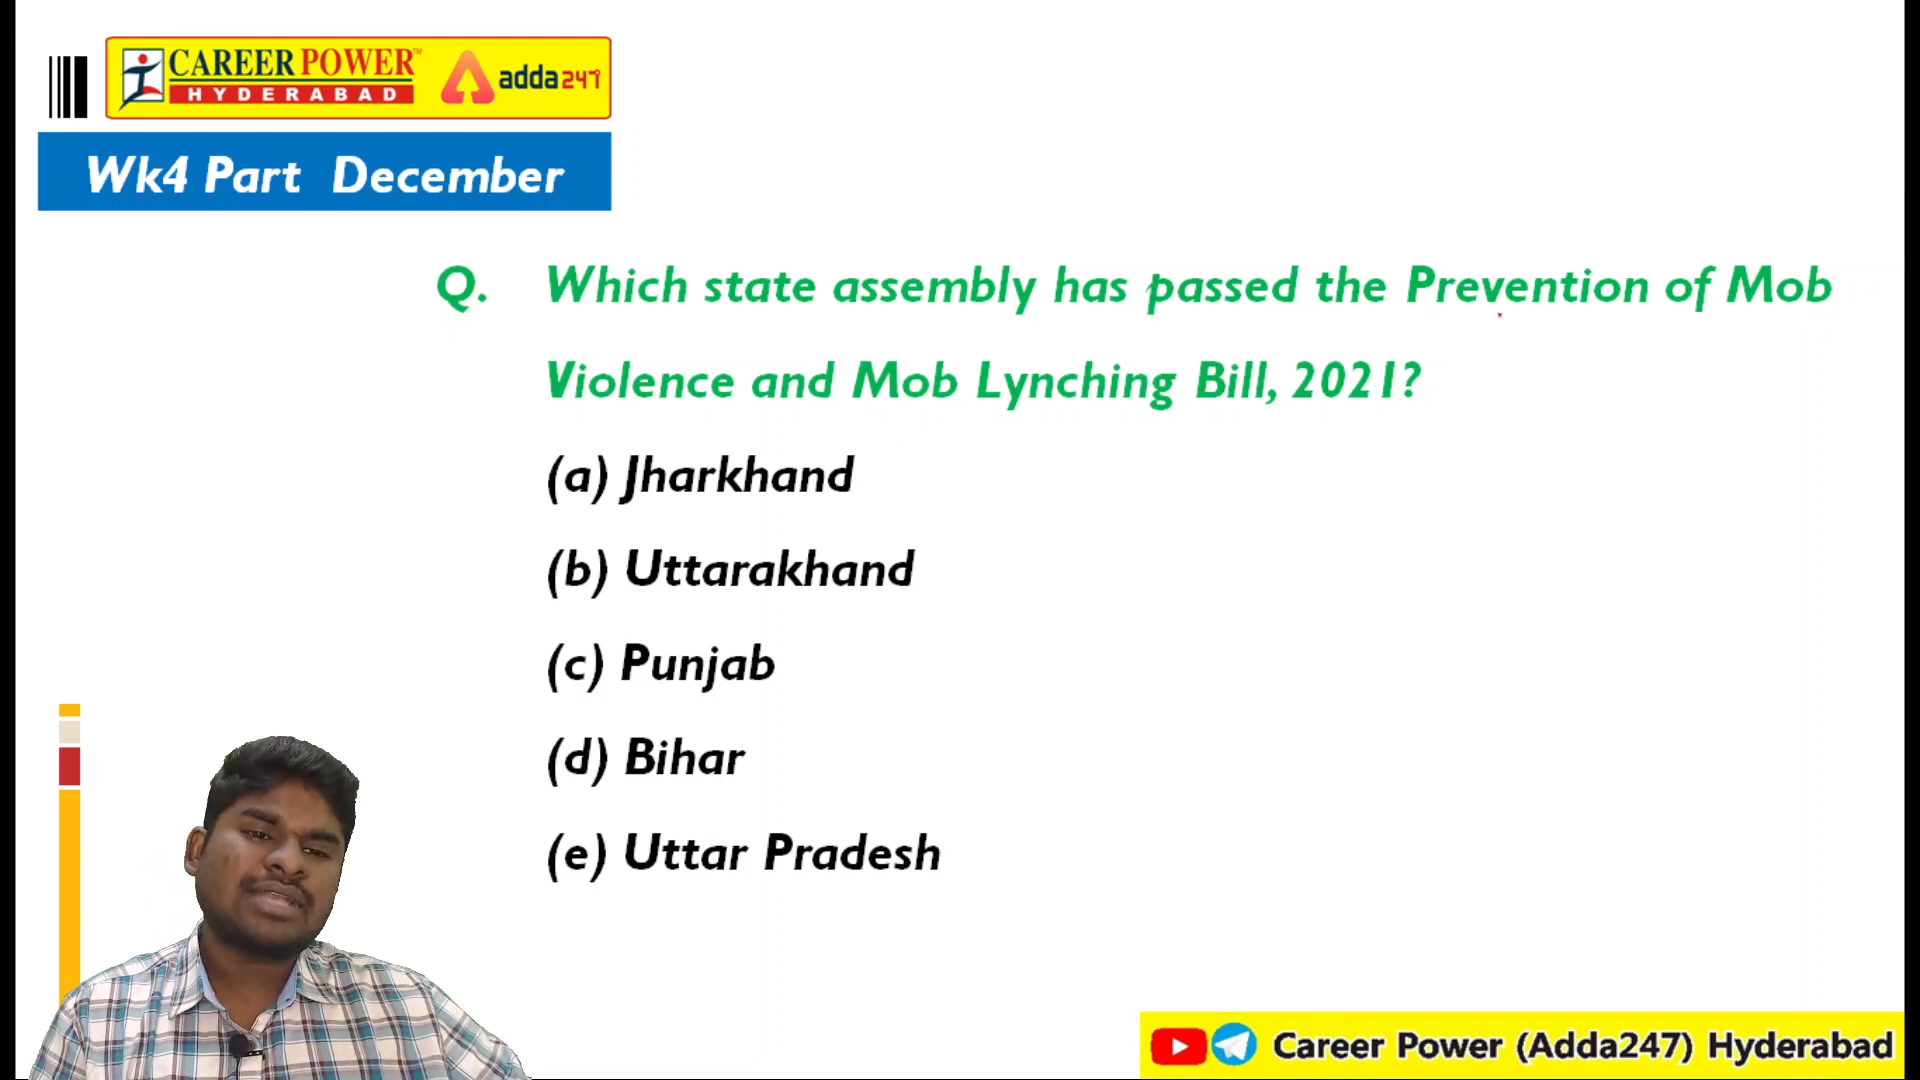 CAREER POWER™
HYDERABAD
adda247
Wk4 Part December
Q. Which state assembly has passed the Prevention of Mob
Violence and Mob Lynching Bill, 2021?
(a) Jharkhand
(b) Uttarakhand
(c) Punjab
(d) Bihar
(e) Uttar Pradesh
Career Power (Adda247) Hyderabad